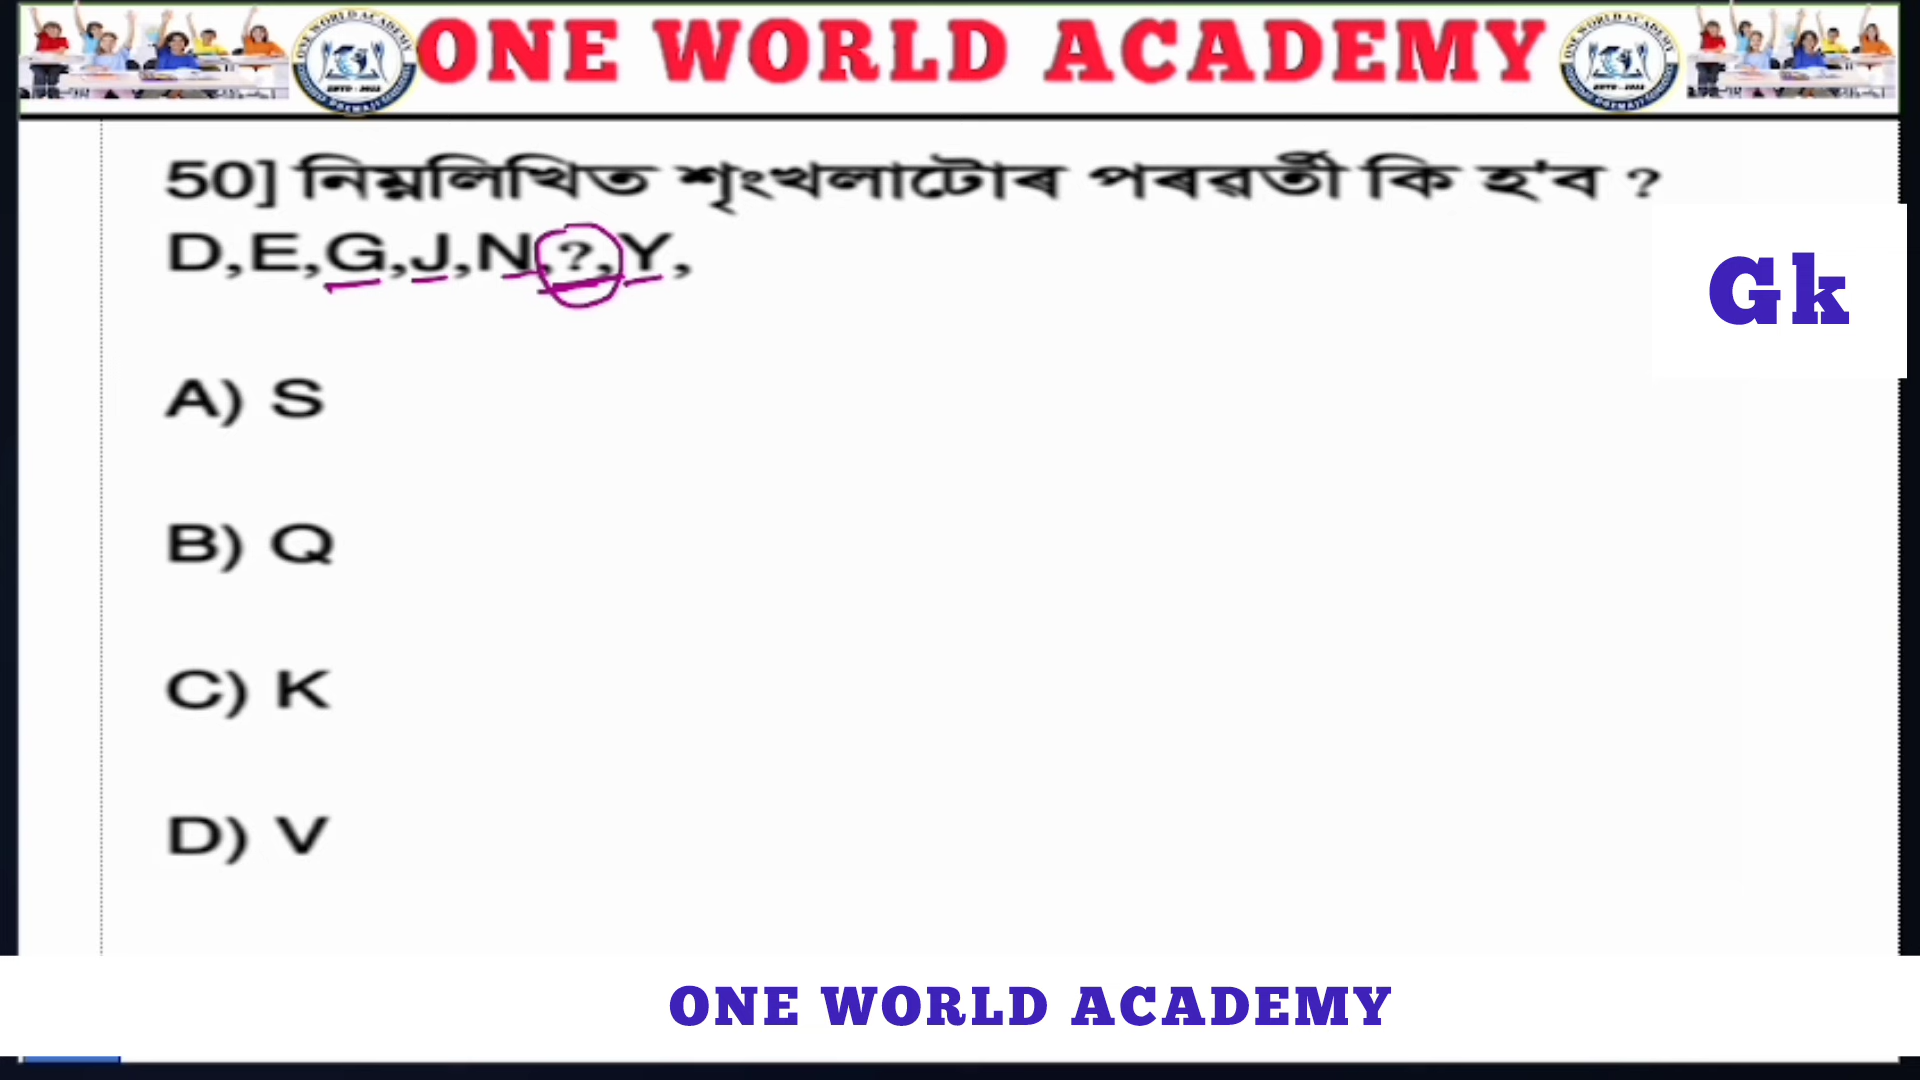 ONE WORLD ACADEMY
50] নিম্নলিখিত শৃংখলাটোৰ পৰৱৰ্তী কি হ'ব ?
D,E,G,J,N,?,Y,
Gk
A) S
B) Q
C) K
D) V
ONE WORLD ACADEMY